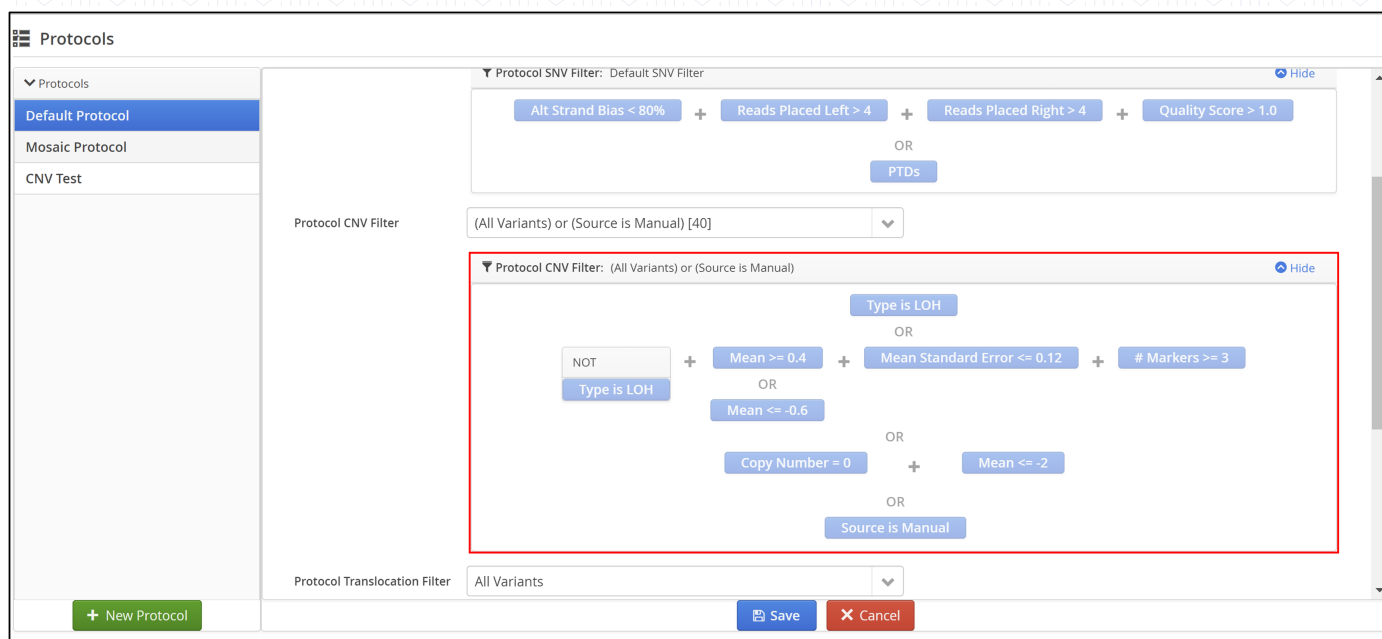 Protocols
Protocols
Default Protocol
Mosaic Protocol
CNV Test
+ New Protocol
Protocol SNV Filter: Default SNV Filter
Hide
Alt Strand Bias < 80% + Reads Placed Left > 4 + Reads Placed Right > 4 + Quality Score > 1.0
OR
PTDs
Protocol CNV Filter
(All Variants) or (Source is Manual) [40]
Protocol CNV Filter: (All Variants) or (Source is Manual)
Hide
Type is LOH
OR
NOT
Type is LOH
+ Mean >= 0.4 + Mean Standard Error <= 0.12 + # Markers >= 3
OR
Mean <= -0.6
OR
Copy Number = 0 + Mean <= -2
OR
Source is Manual
Protocol Translocation Filter
All Variants
Save
Cancel